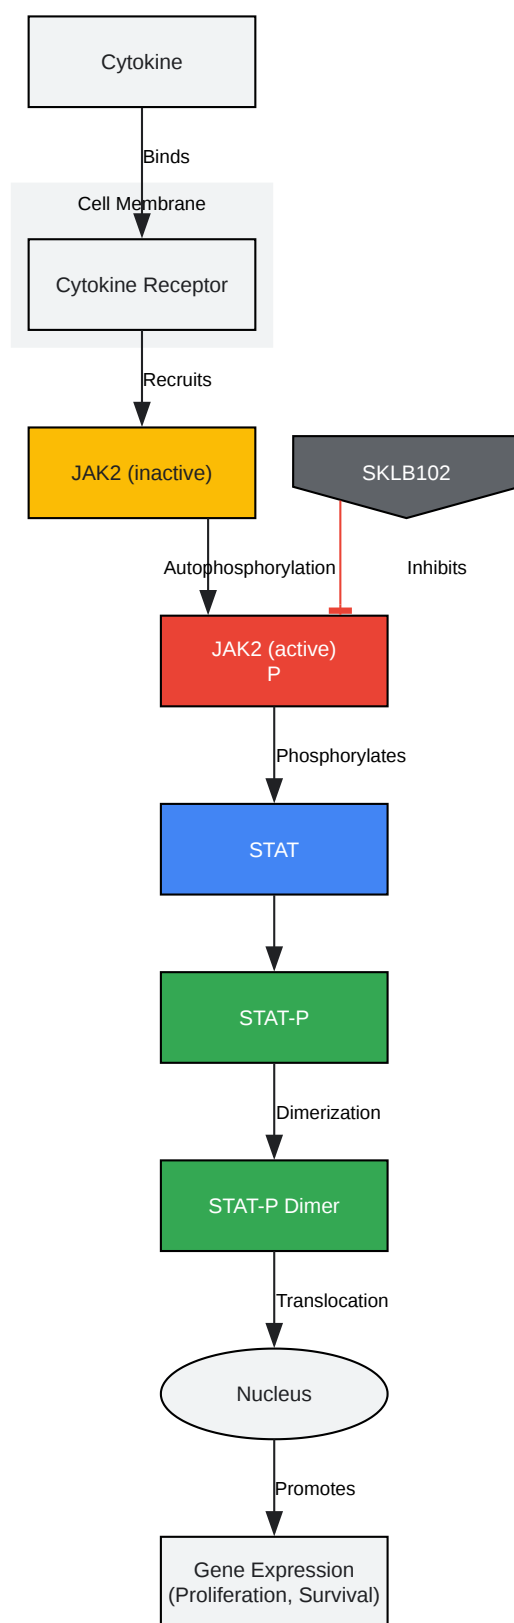 Cytokine
Binds
Cell Membrane
Cytokine Receptor
Recruits
JAK2 (inactive)
SKLB102
Autophosphorylation
Inhibits
JAK2 (active)
P
Phosphorylates
STAT
STAT-P
Dimerization
STAT-P Dimer
Translocation
Nucleus
Promotes
Gene Expression
(Proliferation, Survival)